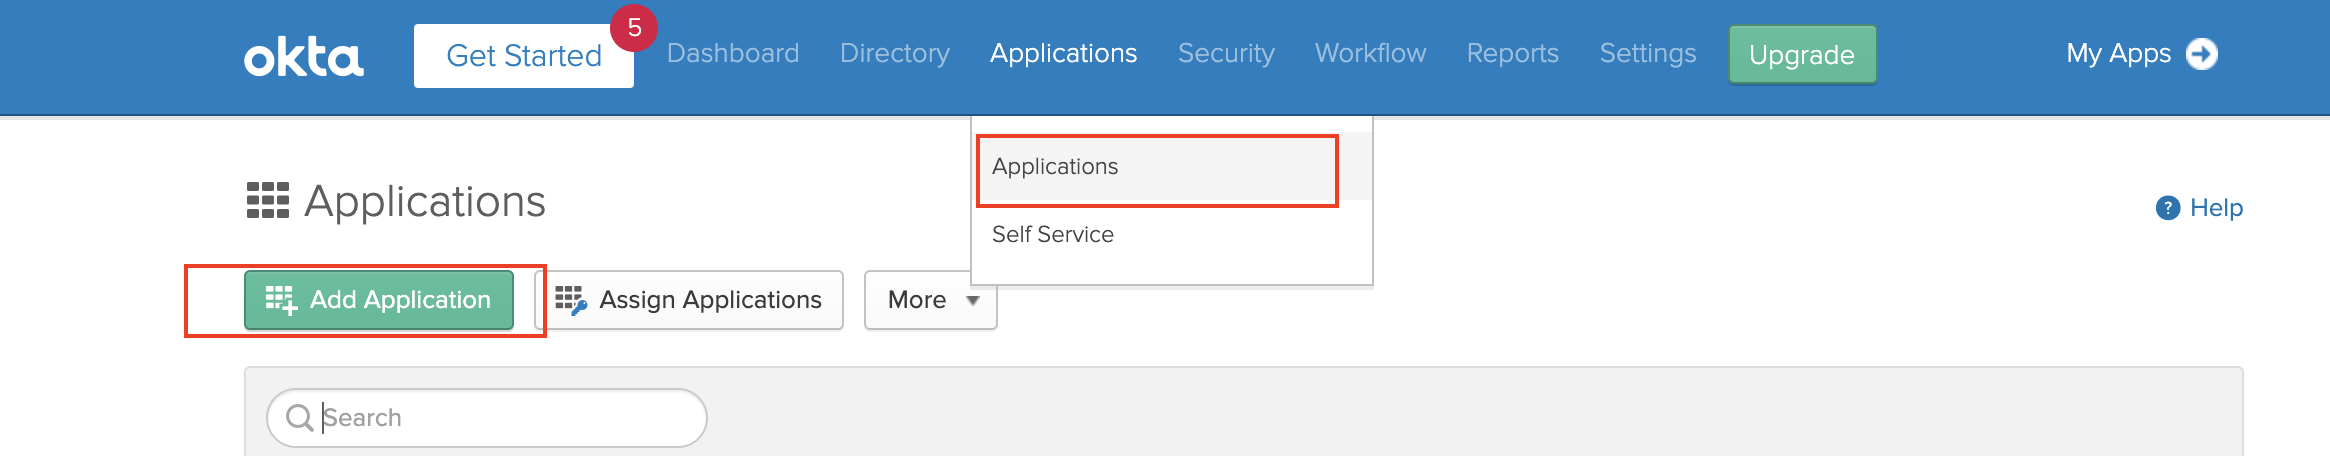 okta Get Started 5 Dashboard Directory Applications Security Workflow Reports Settings Upgrade My Apps
Applications
Self Service
Applications
? Help
Add Application Assign Applications More
Search